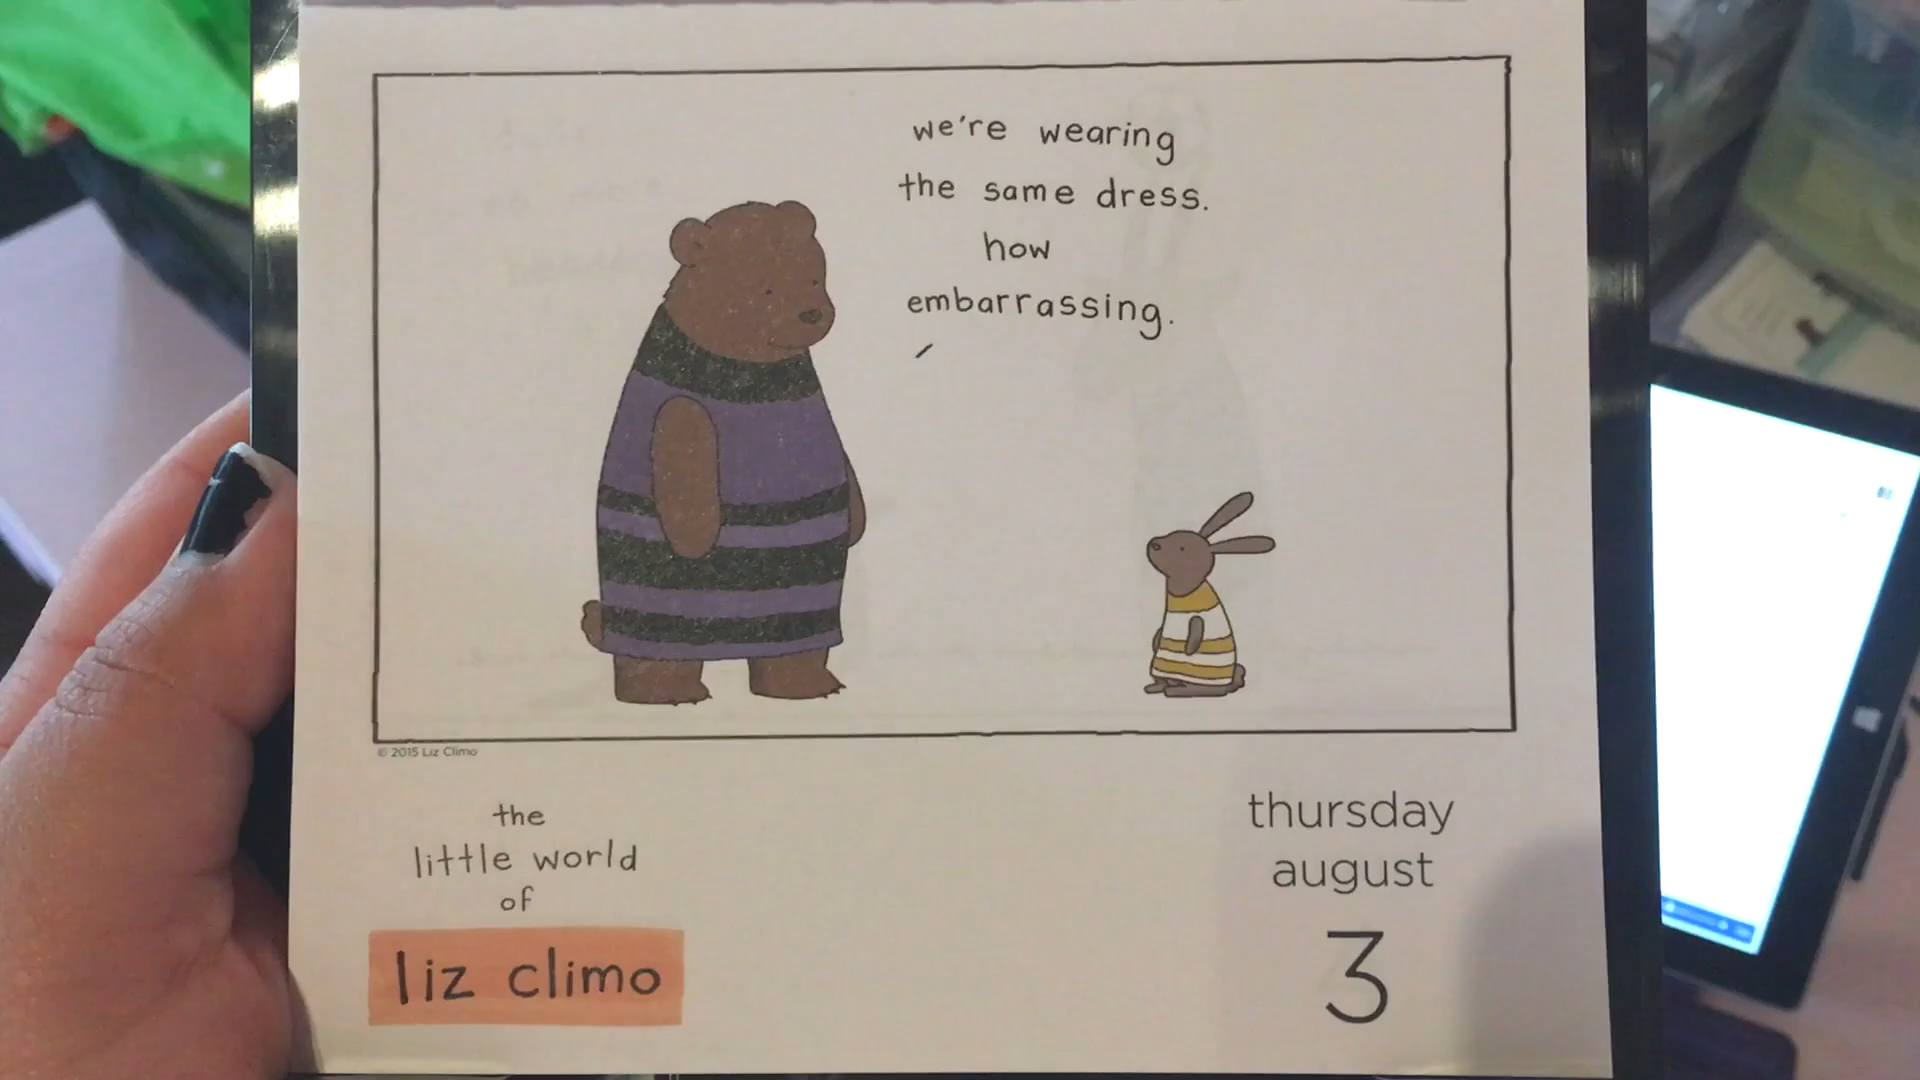 we're wearing
the same dress.
how
embarrassing.
© 2015 Liz Climo
the
little world
of
liz climo
thursday
august
3